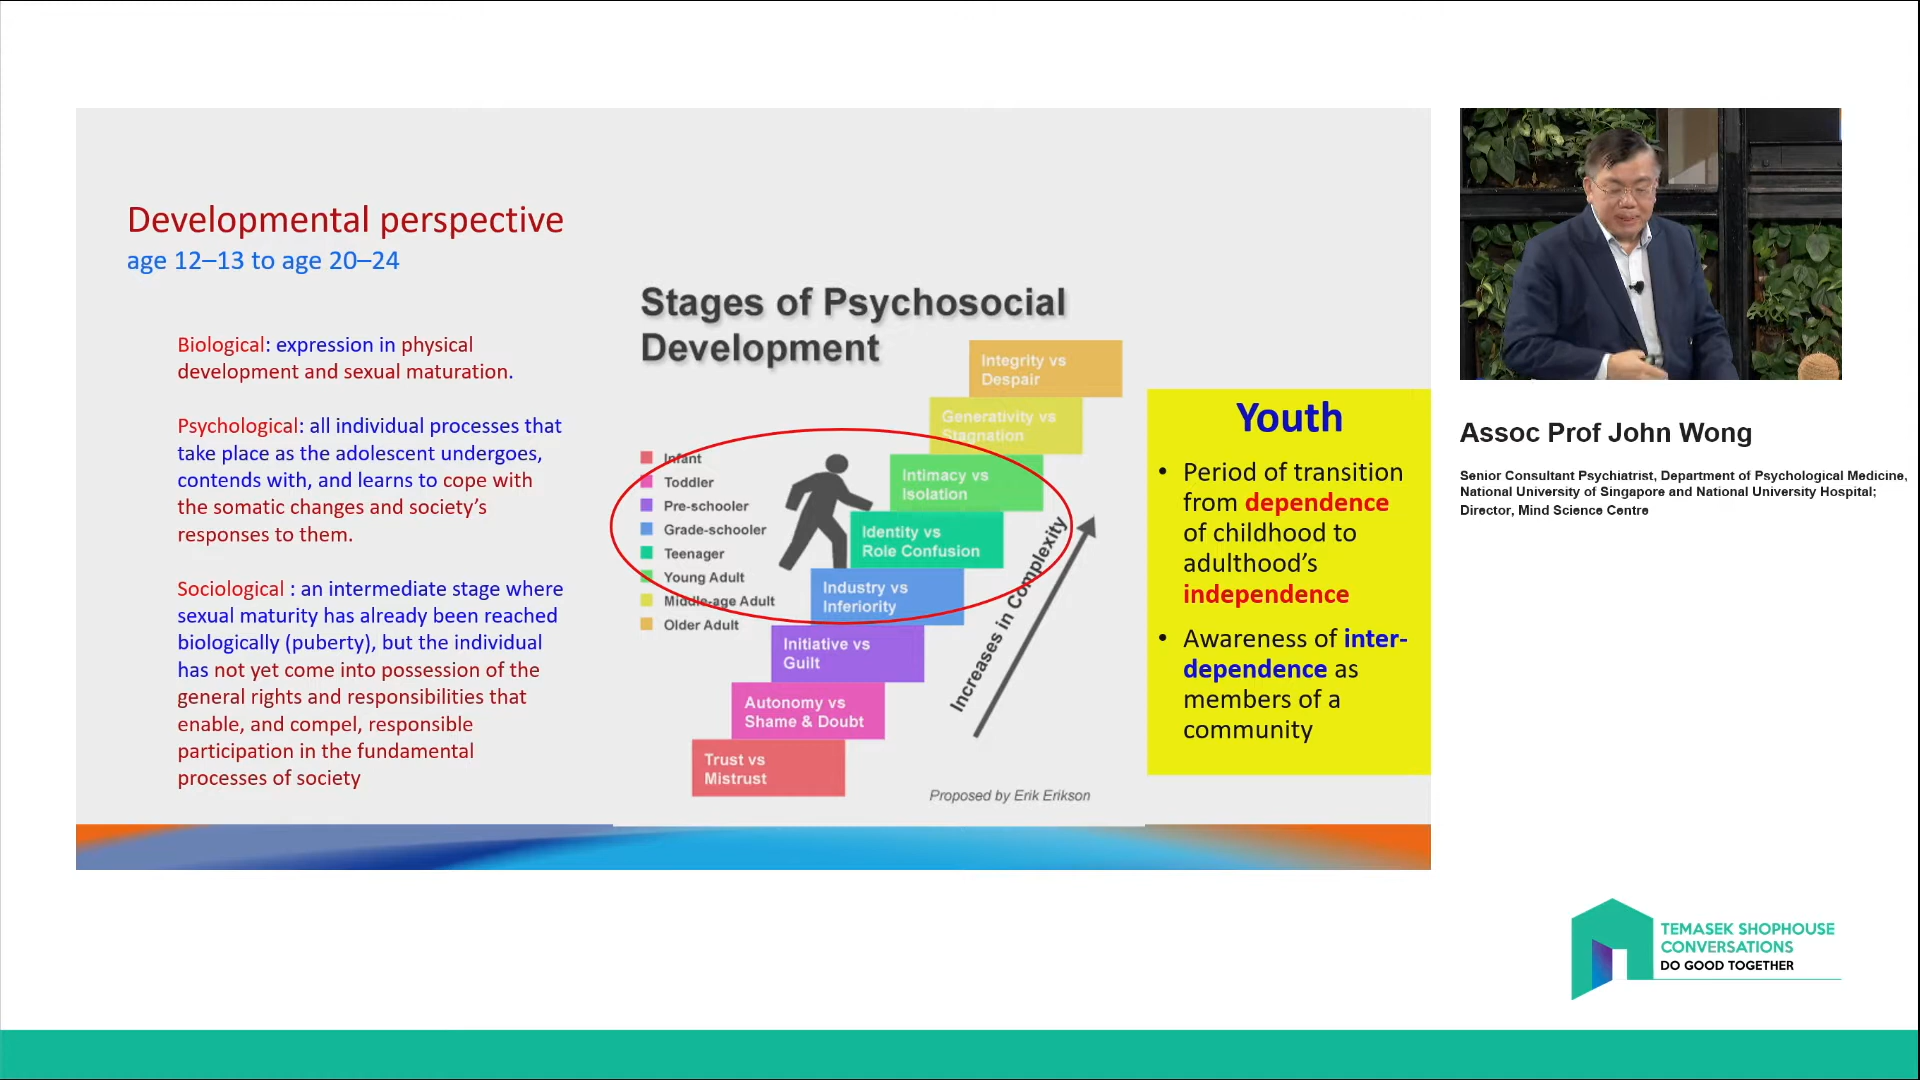 Developmental perspective
age 12–13 to age 20–24
Biological: expression in physical
development and sexual maturation.
Psychological: all individual processes that
take place as the adolescent undergoes,
contends with, and learns to cope with
the somatic changes and society's
responses to them.
Sociological : an intermediate stage where
sexual maturity has already been reached
biologically (puberty), but the individual
has not yet come into possession of the
general rights and responsibilities that
enable, and compel, responsible
participation in the fundamental
processes of society
Stages of Psychosocial
Development
Infant
Toddler
Pre-schooler
Grade-schooler
Teenager
Young Adult
Middle-age Adult
Older Adult
Integrity vs
Despair
Generativity vs
Stagnation
Intimacy vs
Isolation
Identity vs
Role Confusion
Industry vs
Inferiority
Initiative vs
Guilt
Autonomy vs
Shame & Doubt
Trust vs
Mistrust
Increases in Complexity
Proposed by Erik Erikson
Youth
• Period of transition
from dependence
of childhood to
adulthood's
independence
• Awareness of inter-
dependence as
members of a
community
Assoc Prof John Wong
Senior Consultant Psychiatrist, Department of Psychological Medicine,
National University of Singapore and National University Hospital;
Director, Mind Science Centre
TEMASEK SHOPHOUSE
CONVERSATIONS
DO GOOD TOGETHER